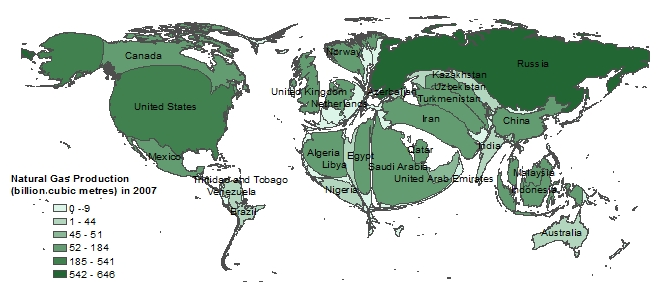 Norway
Canada
Russia
Kazakhstan
Uzbekistan
United Kingdom
Azerbaijan
Turkmenistan
Netherlands
United States
Iran
China
India
Mexico
Algeria
Egypt
Qatar
Libya
Saudi Arabia
Malaysia
United Arab Emirates
Trinidad and Tobago
Venezuela
Nigeria
Indonesia
Brazil
Australia
Natural Gas Production
(billion cubic metres) in 2007
0 --9
1 - 44
45 - 51
52 - 184
185 - 541
542 - 646